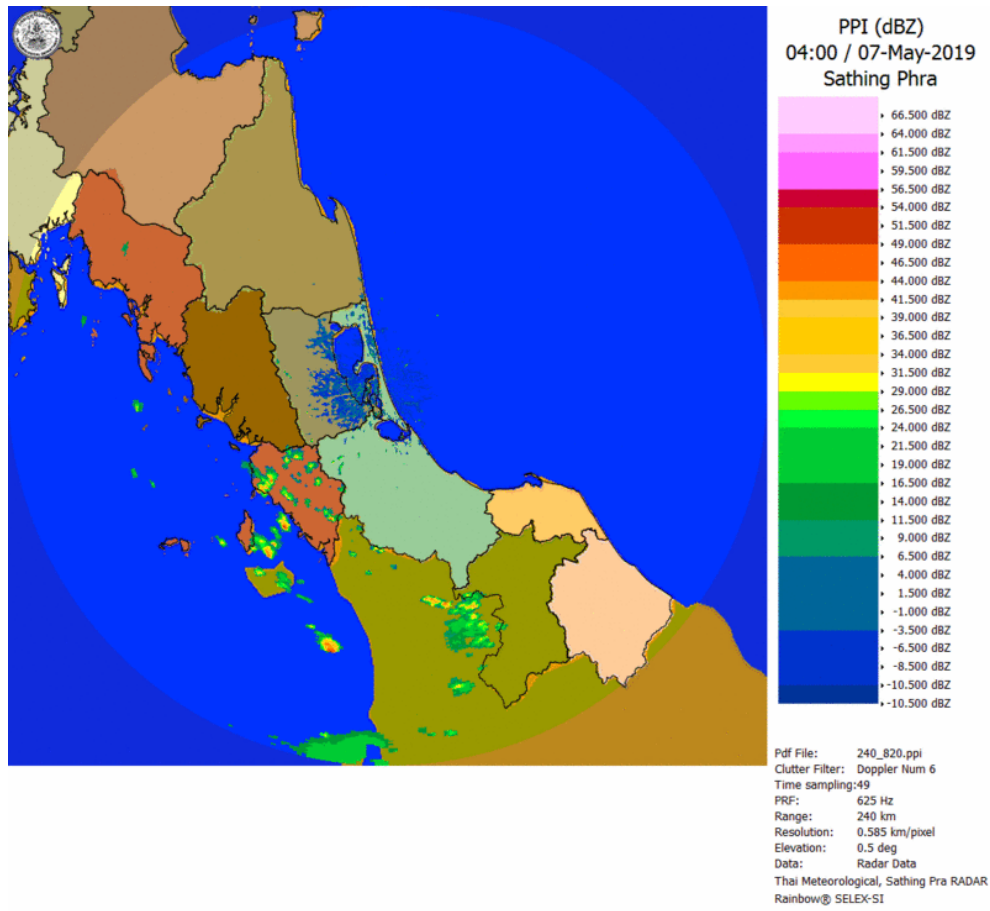 PPI (dBZ)
04:00 / 07-May-2019
Sathing Phra
66.500 dBZ
64.000 dBZ
61.500 dBZ
59.500 dBZ
56.500 dBZ
54.000 dBZ
51.500 dBZ
49.000 dBZ
46.500 dBZ
44.000 dBZ
41.500 dBZ
39.000 dBZ
36.500 dBZ
34.000 dBZ
31.500 dBZ
29.000 dBZ
26.500 dBZ
24.000 dBZ
21.500 dBZ
19.000 dBZ
16.500 dBZ
14.000 dBZ
11.500 dBZ
9.000 dBZ
6.500 dBZ
4.000 dBZ
1.500 dBZ
-1.000 dBZ
-3.500 dBZ
-6.500 dBZ
-8.500 dBZ
-10.500 dBZ
-10.500 dBZ
Pdf File: 240_820.ppi
Clutter Filter: Doppler Num 6
Time sampling:49
PRF: 625 Hz
Range: 240 km
Resolution: 0.585 km/pixel
Elevation: 0.5 deg
Data: Radar Data
Thai Meteorological, Sathing Pra RADAR
Rainbow® SELEX-SI